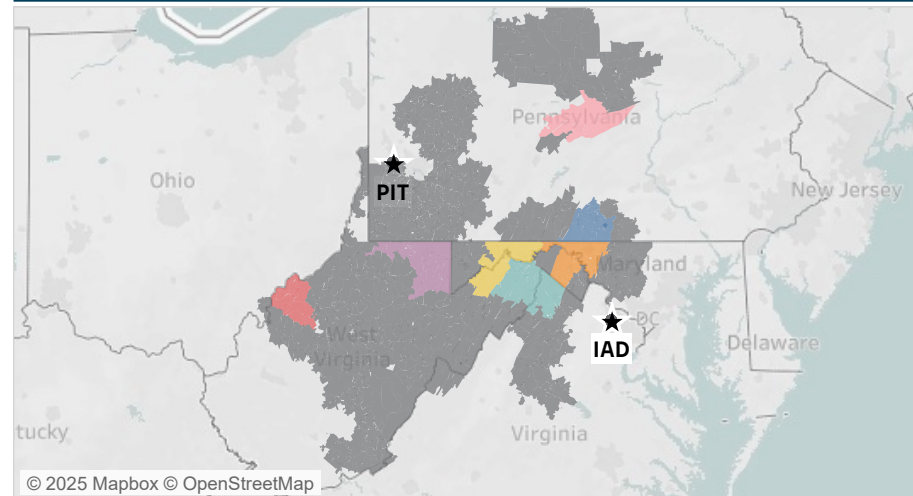 Pennsylvania
Ohio
PIT
New Jersey
Maryland
DC
West
Virginia
IAD
Delaware
tucky
Virginia
© 2025 Mapbox © OpenStreetMap